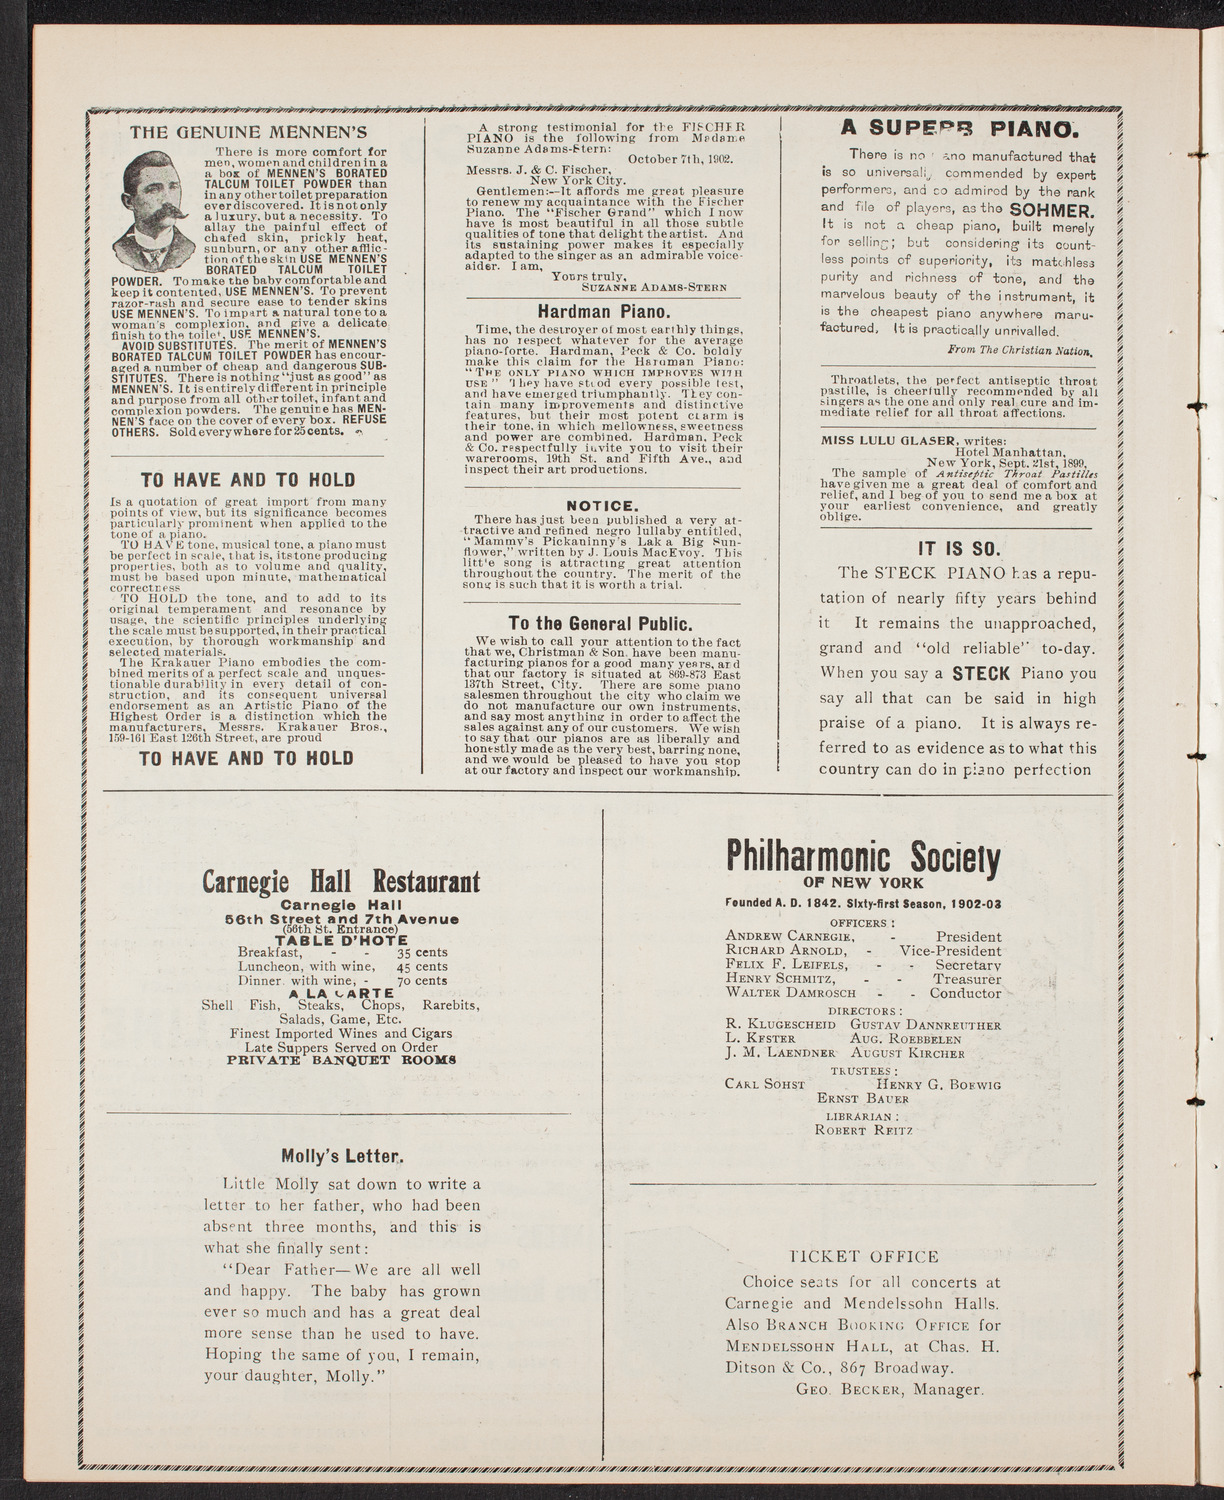 THE GENUINE MENNEN'S
There is more comfort for
men, women and children in a
a box of MENNEN'S BORATED
TALCUM TOILET POWDER than
in any other toilet preparation
ever discovered. It is not only
a luxury, but a necessity. To
allay the painful effect of
chafed skin, prickly heat,
sunburn, or any other afflic-
tion of the skin USE MENNEN'S
BORATED TALCUM TOILET
POWDER. To make the baby comfortable and
keep it contented, USE MENNEN'S. To prevent
razor-rash and secure ease to tender skins
USE MENNEN'S. To impart a natural tone to a
woman's complexion, and give a delicate
finish to the toilet, USE MENNEN'S.
AVOID SUBSTITUTES. The merit of MENNEN'S
BORATED TALCUM TOILET POWDER has encour-
aged a number of cheap and dangerous SUB-
STITUTES. There is nothing "just as good" as
MENNEN'S. It is entirely different in principle
and purpose from all other toilet, infant and
complexion powders. The genuine has MEN-
NEN'S face on the cover of every box. REFUSE
OTHERS. Sold everywhere for 25 cents.
TO HAVE AND TO HOLD
Is a quotation of great import from many
points of view, but its significance becomes
particularly prominent when applied to the
tone of a piano.
TO HAVE tone, musical tone, a piano must
be perfect in scale, that is, its tone producing
properties, both as to volume and quality,
must be based upon minute, mathematical
correctness
TO HOLD the tone, and to add to its
original temperament and resonance by
usage, the scientific principles underlying
the scale must be supported, in their practical
execution, by thorough workmanship and
selected materials.
The Krakauer Piano embodies the com-
bined merits of a perfect scale and unques-
tionable durability in every detail of con-
struction, and its consequent universal
endorsement as an Artistic Piano of the
Highest Order is a distinction which the
manufacturers, Messrs. Krakauer Bros.,
159-161 East 126th Street, are proud
TO HAVE AND TO HOLD
A strong testimonial for the FISCHER
PIANO is the following from Madame
Suzanne Adams-Stern:
October 7th, 1902.
Messrs. J. & C. Fischer,
New York City.
Gentlemen:—It affords me great pleasure
to renew my acquaintance with the Fischer
Piano. The "Fischer Grand" which I now
have is most beautiful in all those subtle
qualities of tone that delight the artist. And
its sustaining power makes it especially
adapted to the singer as an admirable voice-
aider. I am,
Yours truly,
SUZANNE ADAMS-STERN
Hardman Piano.
Time, the destroyer of most earthly things,
has no respect whatever for the average
piano-forte. Hardman, Peck & Co. boldly
make this claim for the Hardman Piano:
"THE ONLY PIANO WHICH IMPROVES WITH
USE" They have stood every possible test,
and have emerged triumphantly. They con-
tain many improvements and distinctive
features, but their most potent charm is
their tone, in which mellowness, sweetness
and power are combined. Hardman, Peck
& Co. respectfully invite you to visit their
warerooms, 19th St. and Fifth Ave., and
inspect their art productions.
NOTICE.
There has just been published a very at-
tractive and refined negro lullaby entitled,
"Mammy's Pickaninny's Lak a Big Sun-
flower," written by J. Louis MacEvoy. This
little song is attracting great attention
throughout the country. The merit of the
song is such that it is worth a trial.
To the General Public.
We wish to call your attention to the fact
that we, Christman & Son, have been manu-
facturing pianos for a good many years, and
that our factory is situated at 869-873 East
137th Street, City. There are some piano
salesmen throughout the city who claim we
do not manufacture our own instruments,
and say most anything in order to affect the
sales against any of our customers. We wish
to say that our pianos are as liberally and
honestly made as the very best, barring none,
and we would be pleased to have you stop
at our factory and inspect our workmanship.
A SUPERB PIANO.
There is no ano manufactured that
is so universally commended by expert
performers, and so admired by the rank
and file of players, as the SOHMER.
It is not a cheap piano, built merely
for selling; but considering its count-
less points of superiority, its matchless
purity and richness of tone, and the
marvelous beauty of the instrument, it
is the cheapest piano anywhere manu-
factured, It is practically unrivalled.
From The Christian Nation.
Throatlets, the perfect antiseptic throat
pastille, is cheerfully recommended by all
singers as the one and only real cure and im-
mediate relief for all throat affections.
MISS LULU GLASER, writes:
Hotel Manhattan,
New York, Sept. 21st, 1899.
The sample of Antiseptic Throat Pastilles
have given me a great deal of comfort and
relief, and I beg of you to send me a box at
your earliest convenience, and greatly
oblige.
IT IS SO.
The STECK PIANO has a repu-
tation of nearly fifty years behind
it It remains the unapproached,
grand and "old reliable" to-day.
When you say a STECK Piano you
say all that can be said in high
praise of a piano. It is always re-
ferred to as evidence as to what this
country can do in piano perfection
Carnegie Hall Restaurant
Carnegie Hall
56th Street and 7th Avenue
(56th St. Entrance)
TABLE D'HOTE
Breakfast, - - 35 cents
Luncheon, with wine, 45 cents
Dinner, with wine, - 70 cents
A LA CARTE
Shell Fish, Steaks, Chops, Rarebits,
Salads, Game, Etc.
Finest Imported Wines and Cigars
Late Suppers Served on Order
PRIVATE BANQUET ROOMS
Molly's Letter.
Little Molly sat down to write a
letter to her father, who had been
absent three months, and this is
what she finally sent:
"Dear Father—We are all well
and happy. The baby has grown
ever so much and has a great deal
more sense than he used to have.
Hoping the same of you, I remain,
your daughter, Molly."
Philharmonic Society
OF NEW YORK
Founded A. D. 1842. Sixty-first Season, 1902-03
OFFICERS:
ANDREW CARNEGIE, - President
RICHARD ARNOLD, - Vice-President
FELIX F. LEIFELS, - - Secretary
HENRY SCHMITZ, - - Treasurer
WALTER DAMROSCH - - Conductor
DIRECTORS:
R. KLUGESCHEID GUSTAV DANNREUTHER
L. KESTER AUG. ROEBBELEN
J. M. LAENDNER AUGUST KIRCHER
TRUSTEES:
CARL SOHST HENRY G. BOEWIG
ERNST BAUER
LIBRARIAN:
ROBERT REITZ
TICKET OFFICE
Choice seats for all concerts at
Carnegie and Mendelssohn Halls.
Also BRANCH BOOKING OFFICE for
MENDELSSOHN HALL, at Chas. H.
Ditson & Co., 867 Broadway.
GEO. BECKER, Manager.